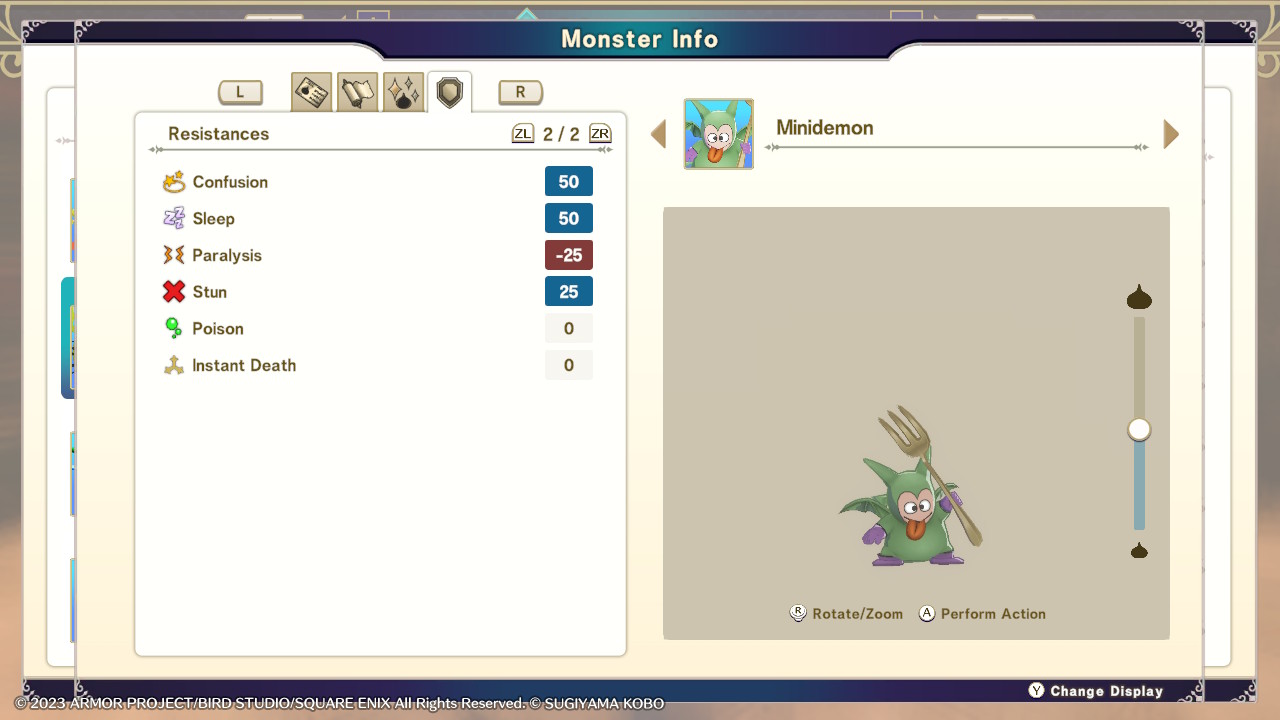 Monster Info
L
R
Resistances
ZL 2 / 2 ZR
Confusion 50
Sleep 50
Paralysis -25
Stun 25
Poison 0
Instant Death 0
Minidemon
R Rotate/Zoom A Perform Action
Y Change Display
© 2023 ARMOR PROJECT/BIRD STUDIO/SQUARE ENIX All Rights Reserved. © SUGIYAMA KOBO